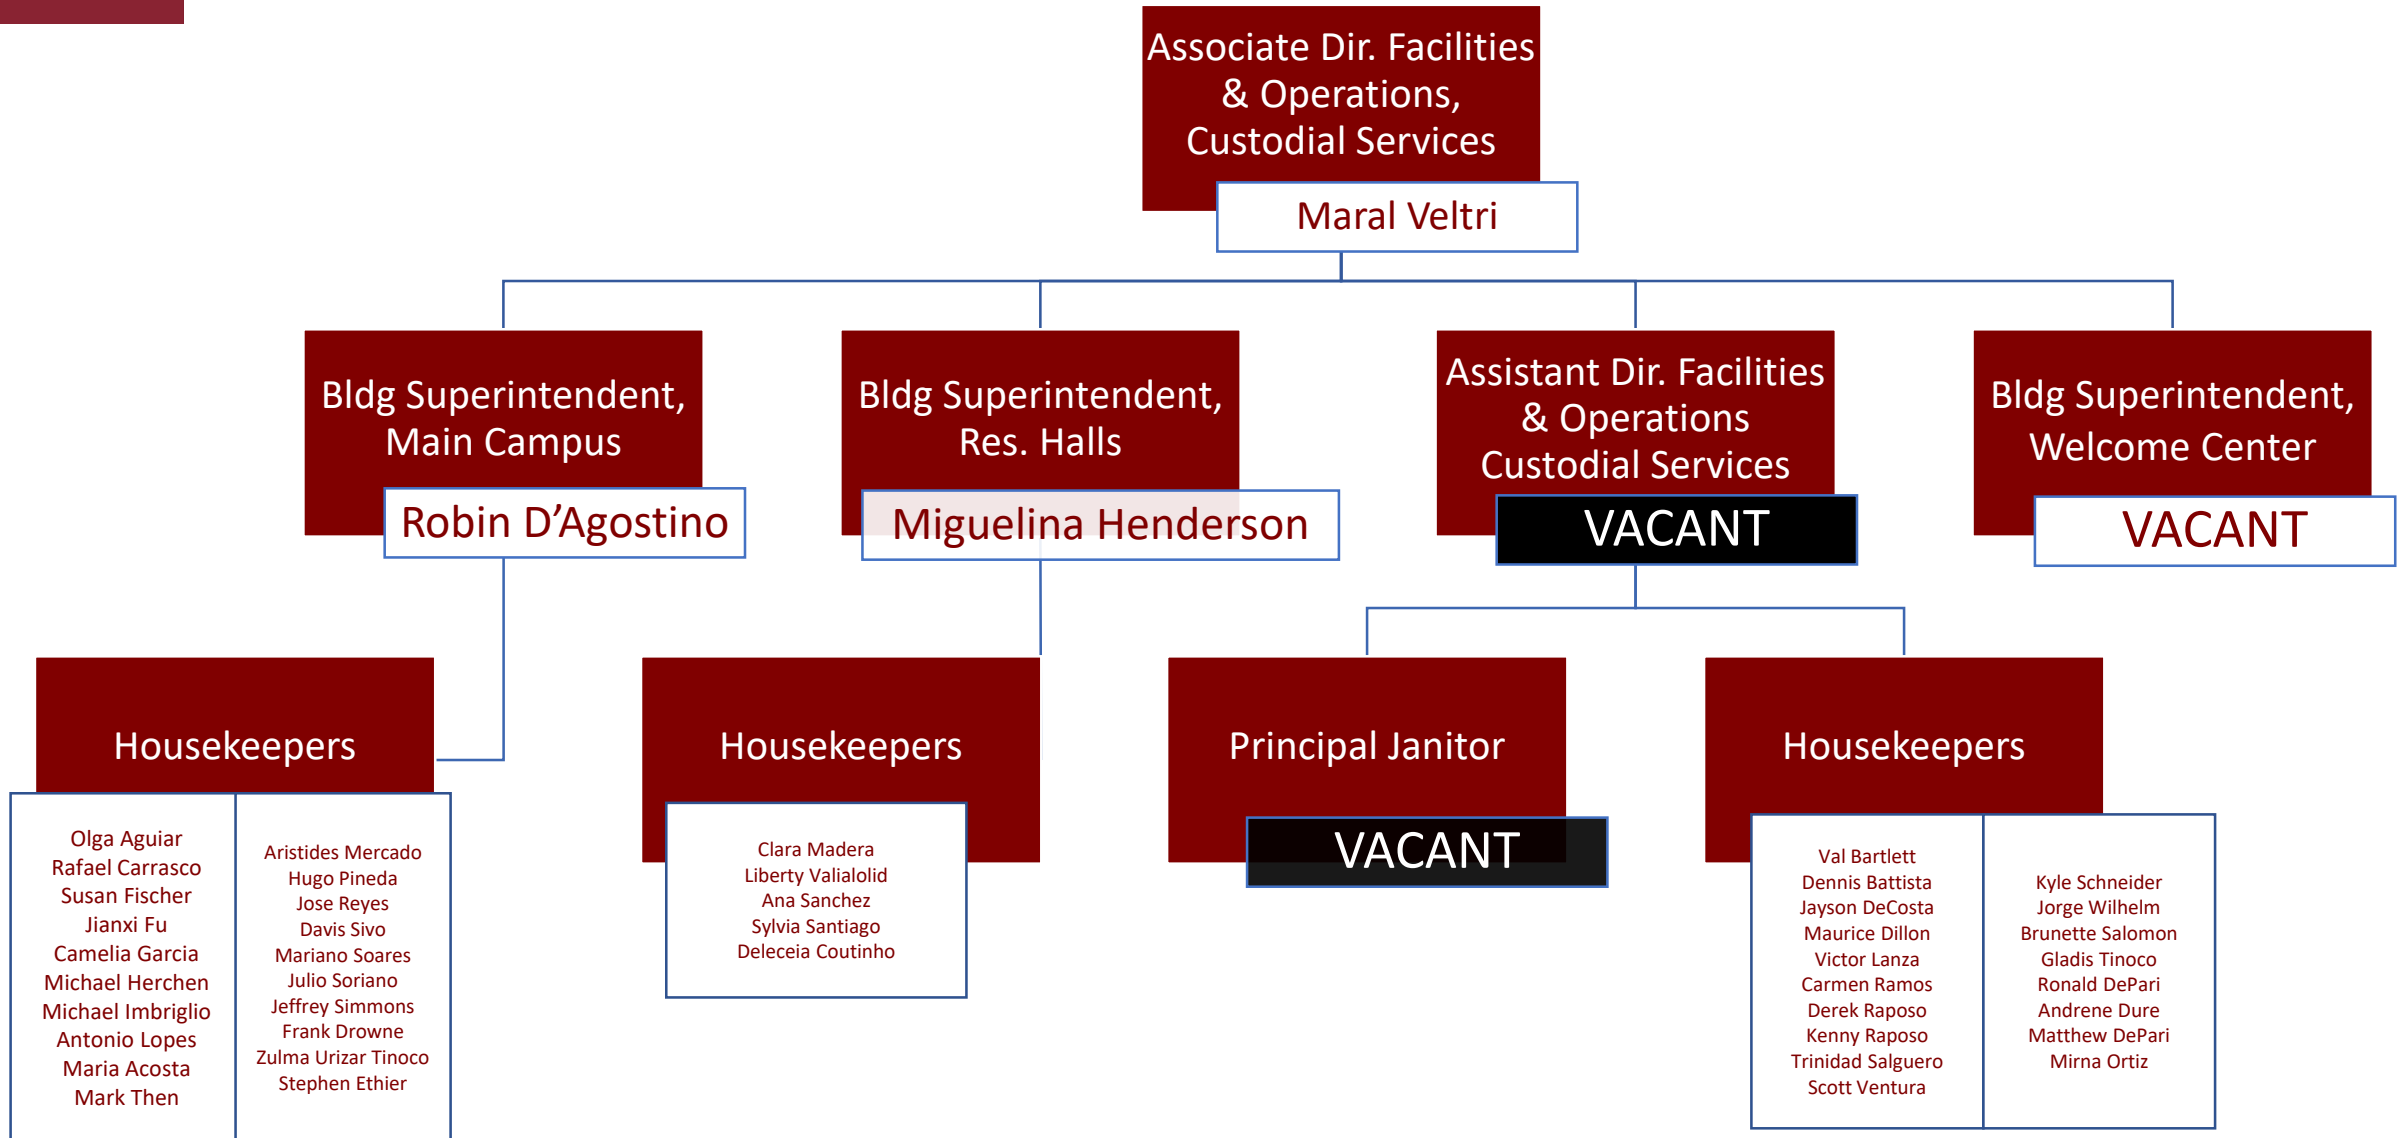 Associate Dir. Facilities
& Operations,
Custodial Services
Maral Veltri
Bldg Superintendent,
Main Campus
Robin D’Agostino
Bldg Superintendent,
Res. Halls
Miguelina Henderson
Assistant Dir. Facilities
& Operations
Custodial Services
VACANT
Bldg Superintendent,
Welcome Center
VACANT
Housekeepers
Olga Aguiar
Rafael Carrasco
Susan Fischer
Jianxi Fu
Camelia Garcia
Michael Herchen
Michael Imbriglio
Antonio Lopes
Maria Acosta
Mark Then
Aristides Mercado
Hugo Pineda
Jose Reyes
Davis Sivo
Mariano Soares
Julio Soriano
Jeffrey Simmons
Frank Drowne
Zulma Urizar Tinoco
Stephen Ethier
Housekeepers
Clara Madera
Liberty Valialolid
Ana Sanchez
Sylvia Santiago
Deleceia Coutinho
Principal Janitor
VACANT
Housekeepers
Val Bartlett
Dennis Battista
Jayson DeCosta
Maurice Dillon
Victor Lanza
Carmen Ramos
Derek Raposo
Kenny Raposo
Trinidad Salguero
Scott Ventura
Kyle Schneider
Jorge Wilhelm
Brunette Salomon
Gladis Tinoco
Ronald DePari
Andrene Dure
Matthew DePari
Mirna Ortiz